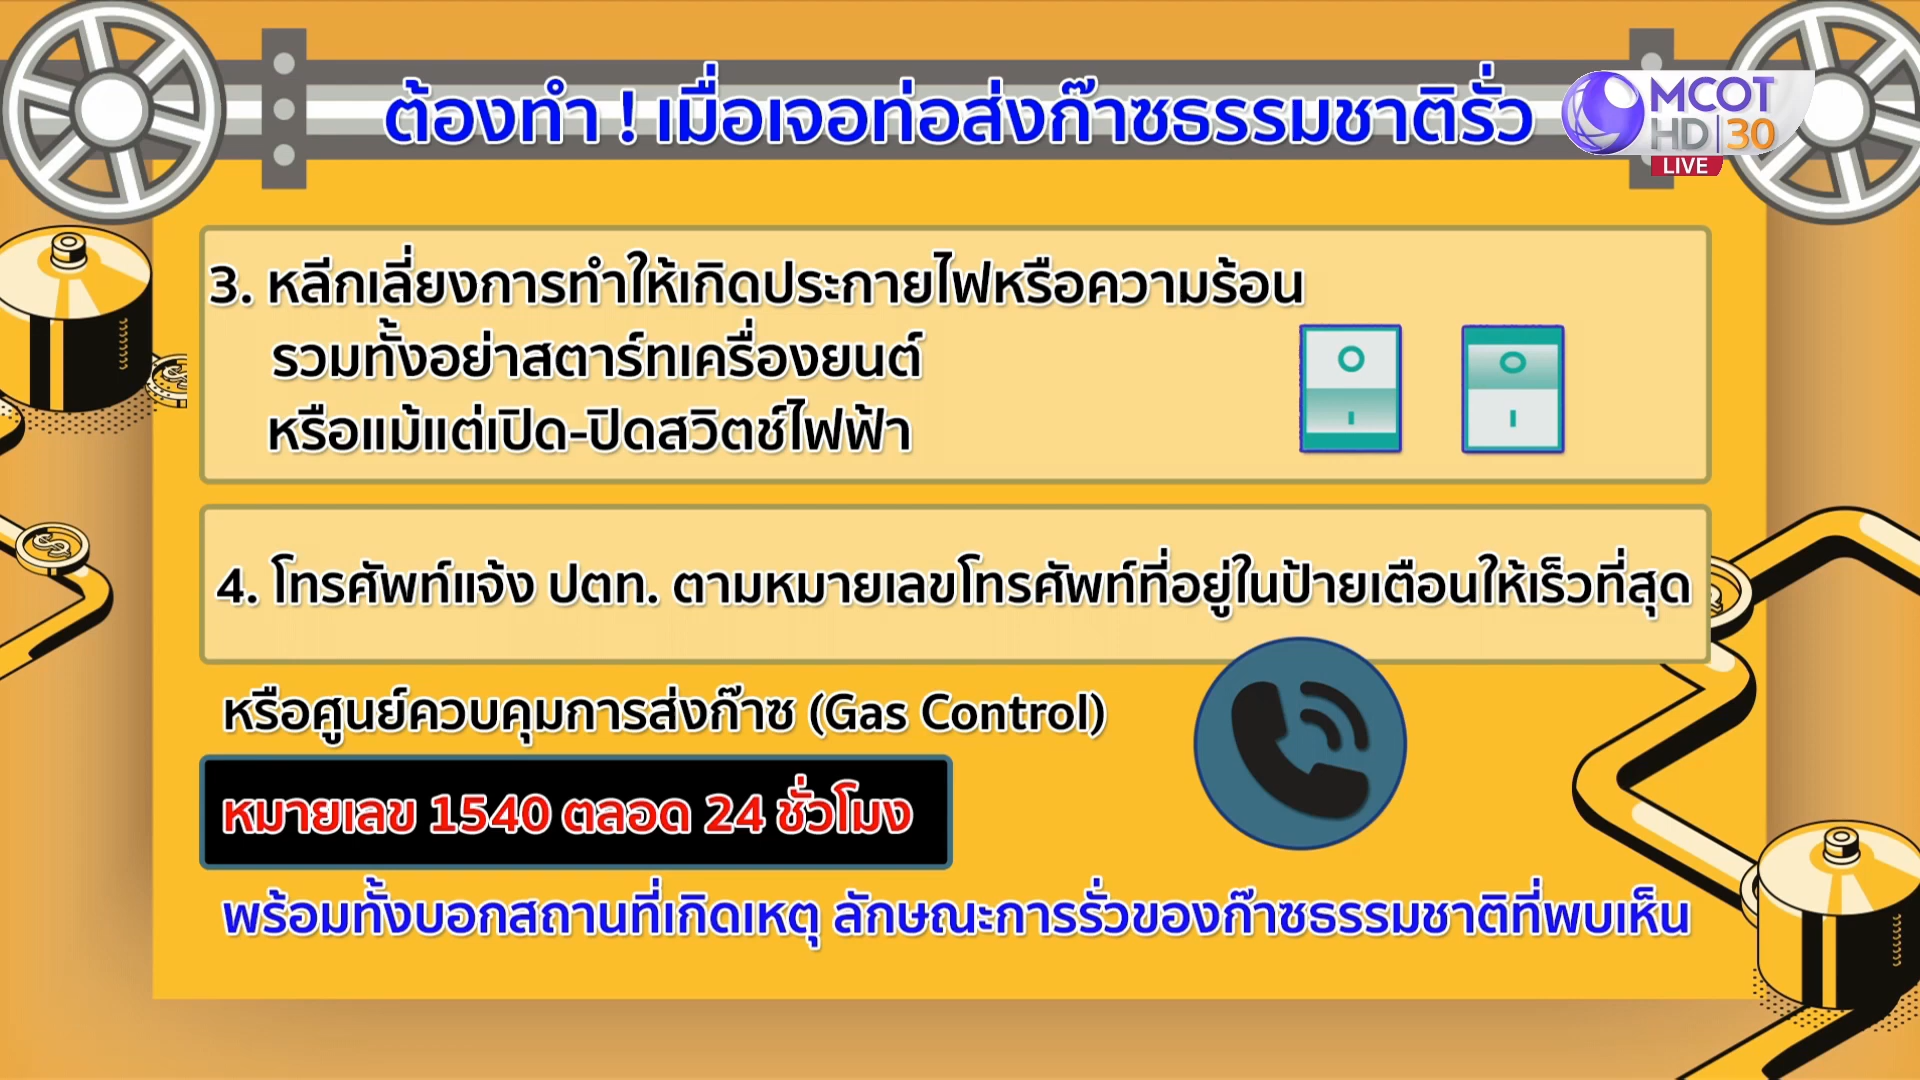 ต้องทำ ! เมื่อเจอท่อส่งก๊าซธรรมชาติรั่ว
MCOT
HD 30
LIVE
3. หลีกเลี่ยงการทำให้เกิดประกายไฟหรือความร้อน
รวมทั้งอย่าสตาร์ทเครื่องยนต์
หรือแม้แต่เปิด-ปิดสวิตช์ไฟฟ้า
4. โทรศัพท์แจ้ง ปตท. ตามหมายเลขโทรศัพท์ที่อยู่ในป้ายเตือนให้เร็วที่สุด
หรือศูนย์ควบคุมการส่งก๊าซ (Gas Control)
หมายเลข 1540 ตลอด 24 ชั่วโมง
พร้อมทั้งบอกสถานที่เกิดเหตุ ลักษณะการรั่วของก๊าซธรรมชาติที่พบเห็น